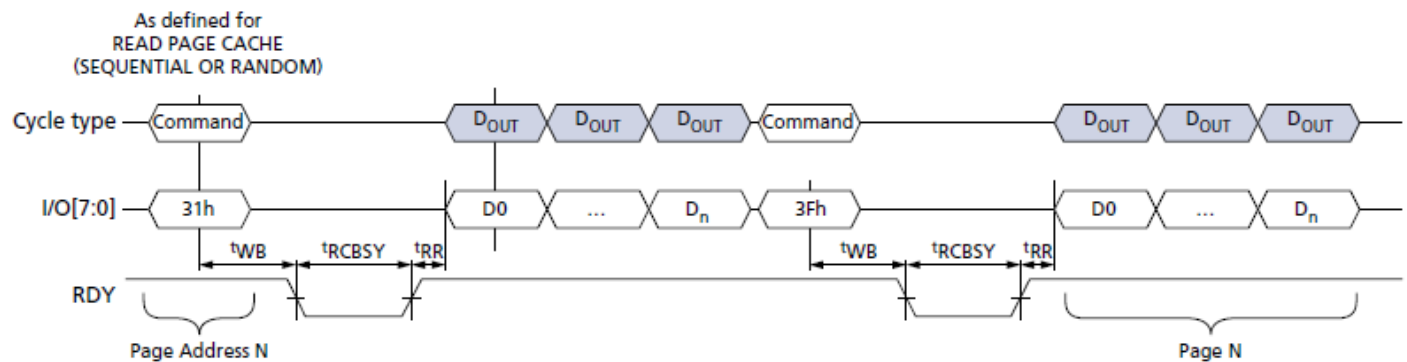 As defined for
READ PAGE CACHE
(SEQUENTIAL OR RANDOM)
Cycle type Command DOUT DOUT DOUT Command DOUT DOUT DOUT
I/O[7:0] 31h D0 ... Dn 3Fh D0 ... Dn
tWB tRCBSY tRR tWB tRCBSY tRR
RDY
Page Address N Page N